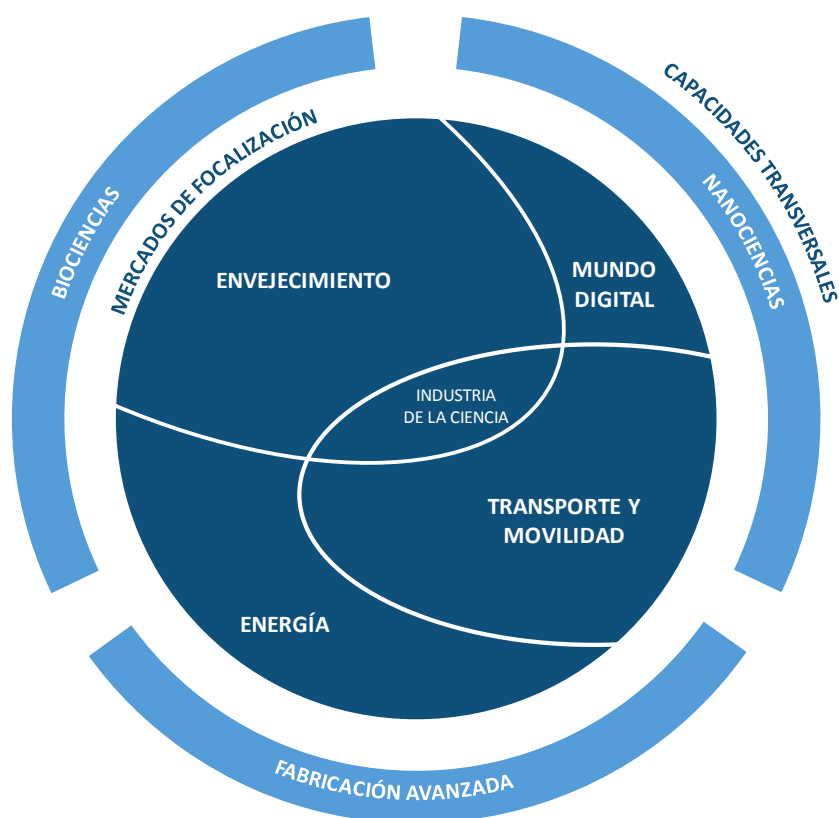 CAPACIDADES TRANSVERSALES
BIOCIENCIAS
MERCADOS DE FOCALIZACIÓN
NANOCIENCIAS
ENVEJECIMIENTO
MUNDO
DIGITAL
INDUSTRIA
DE LA CIENCIA
TRANSPORTE Y
MOVILIDAD
ENERGÍA
FABRICACIÓN AVANZADA